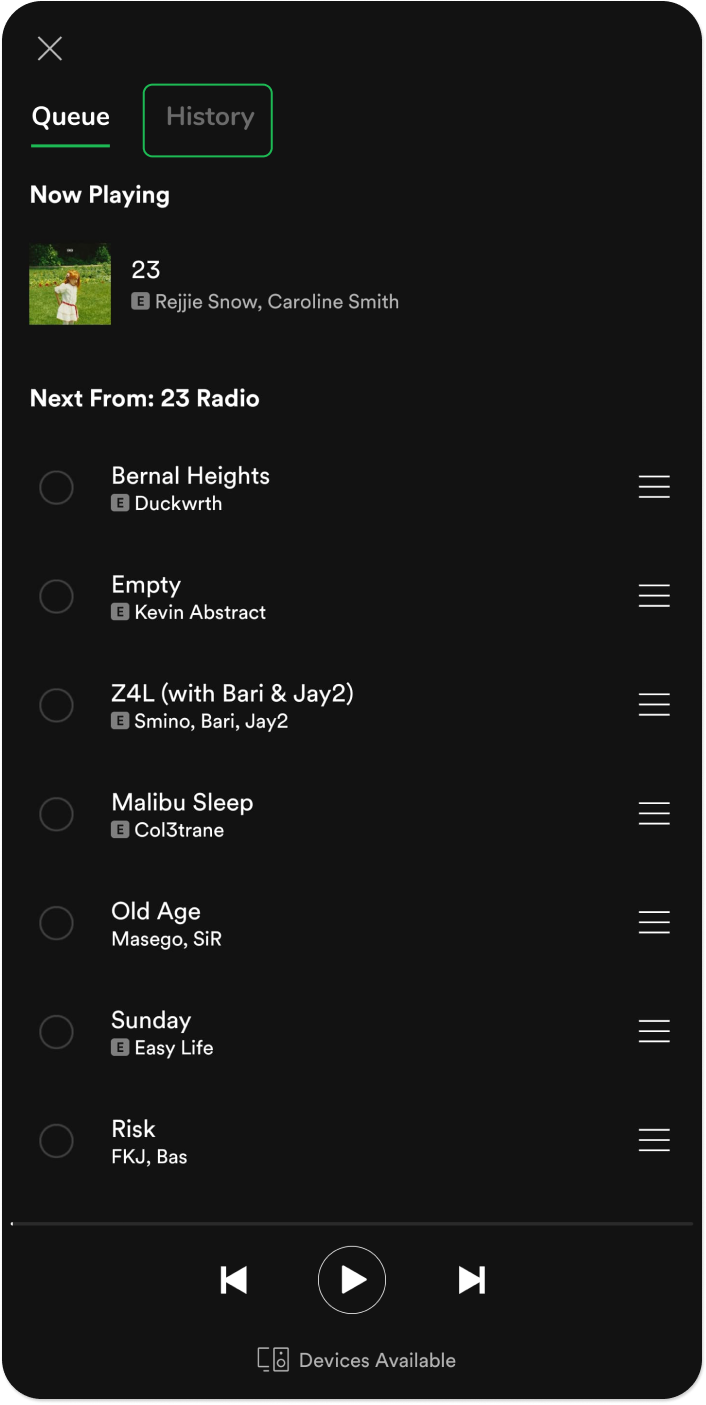 Queue
History
Now Playing
23
E Rejjie Snow, Caroline Smith
Next From: 23 Radio
Bernal Heights
E Duckwrth
Empty
E Kevin Abstract
Z4L (with Bari & Jay2)
E Smino, Bari, Jay2
Malibu Sleep
E Col3trane
Old Age
Masego, SiR
Sunday
E Easy Life
Risk
FKJ, Bas
Devices Available